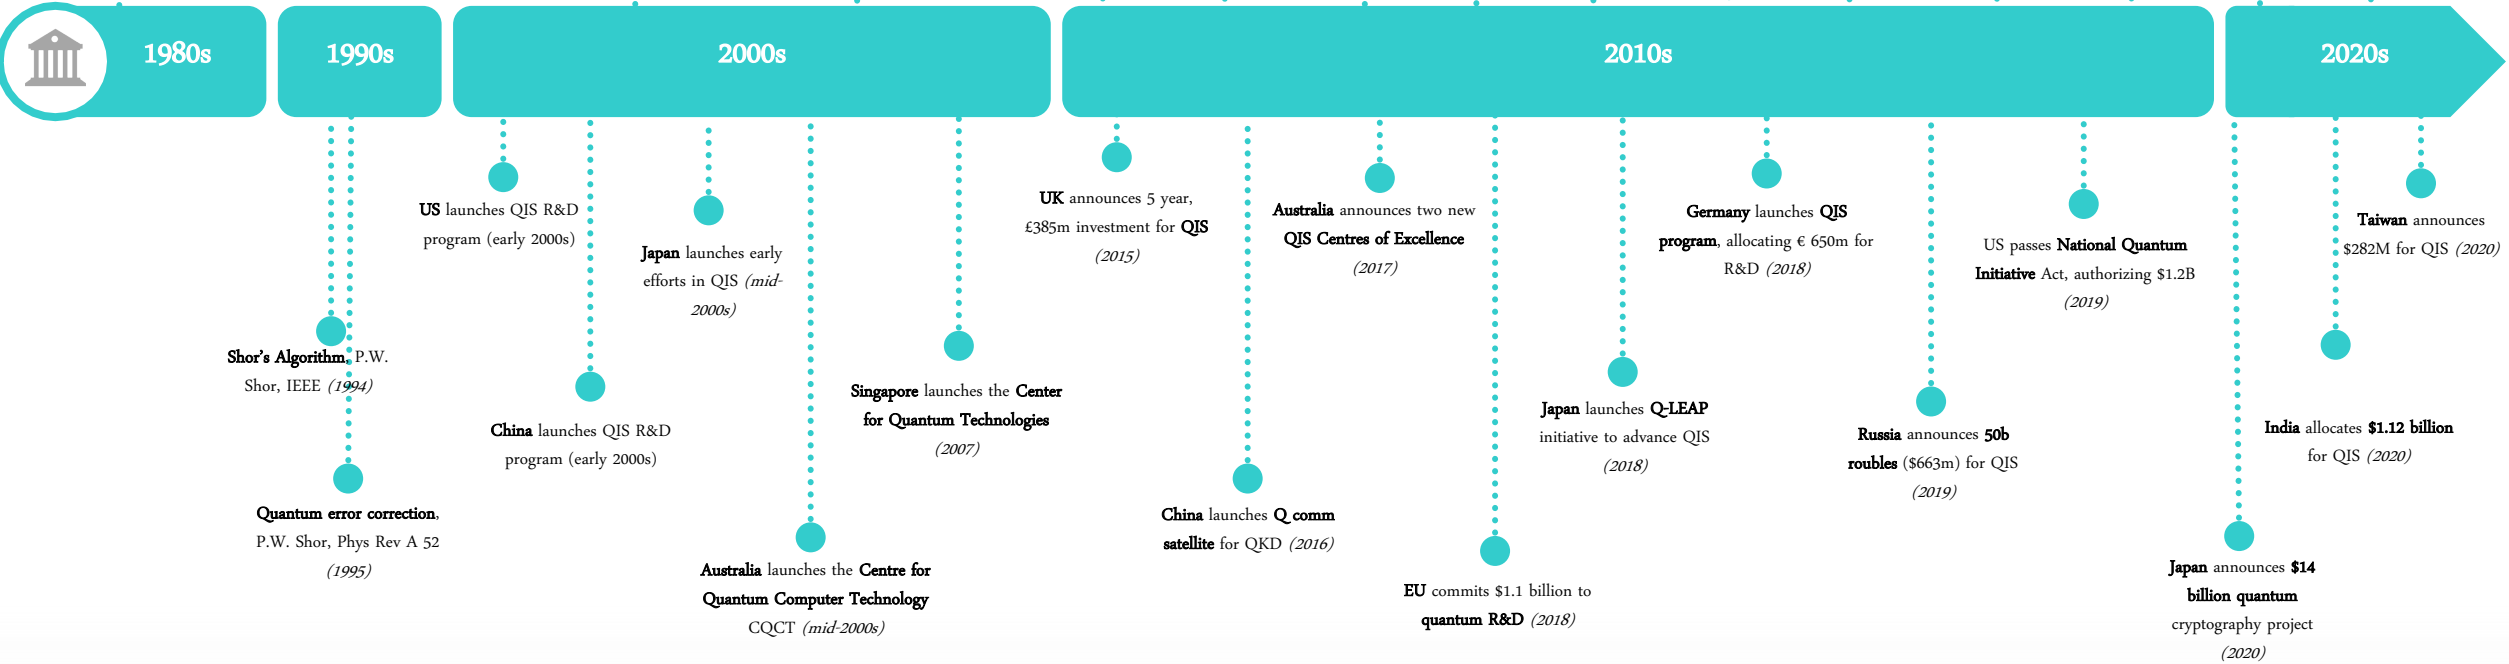 1980s
1990s
2000s
2010s
2020s
Shor's Algorithm, P.W.
Shor, IEEE (1994)
Quantum error correction,
P.W. Shor, Phys Rev A 52
(1995)
US launches QIS R&D
program (early 2000s)
China launches QIS R&D
program (early 2000s)
Japan launches early
efforts in QIS (mid-
2000s)
Australia launches the Centre for
Quantum Computer Technology
CQCT (mid-2000s)
Singapore launches the Center
for Quantum Technologies
(2007)
UK announces 5 year,
£385m investment for QIS
(2015)
China launches Q comm
satellite for QKD (2016)
Australia announces two new
QIS Centres of Excellence
(2017)
EU commits $1.1 billion to
quantum R&D (2018)
Japan launches Q-LEAP
initiative to advance QIS
(2018)
Germany launches QIS
program, allocating € 650m for
R&D (2018)
Russia announces 50b
roubles ($663m) for QIS
(2019)
US passes National Quantum
Initiative Act, authorizing $1.2B
(2019)
Japan announces $14
billion quantum
cryptography project
(2020)
India allocates $1.12 billion
for QIS (2020)
Taiwan announces
$282M for QIS (2020)